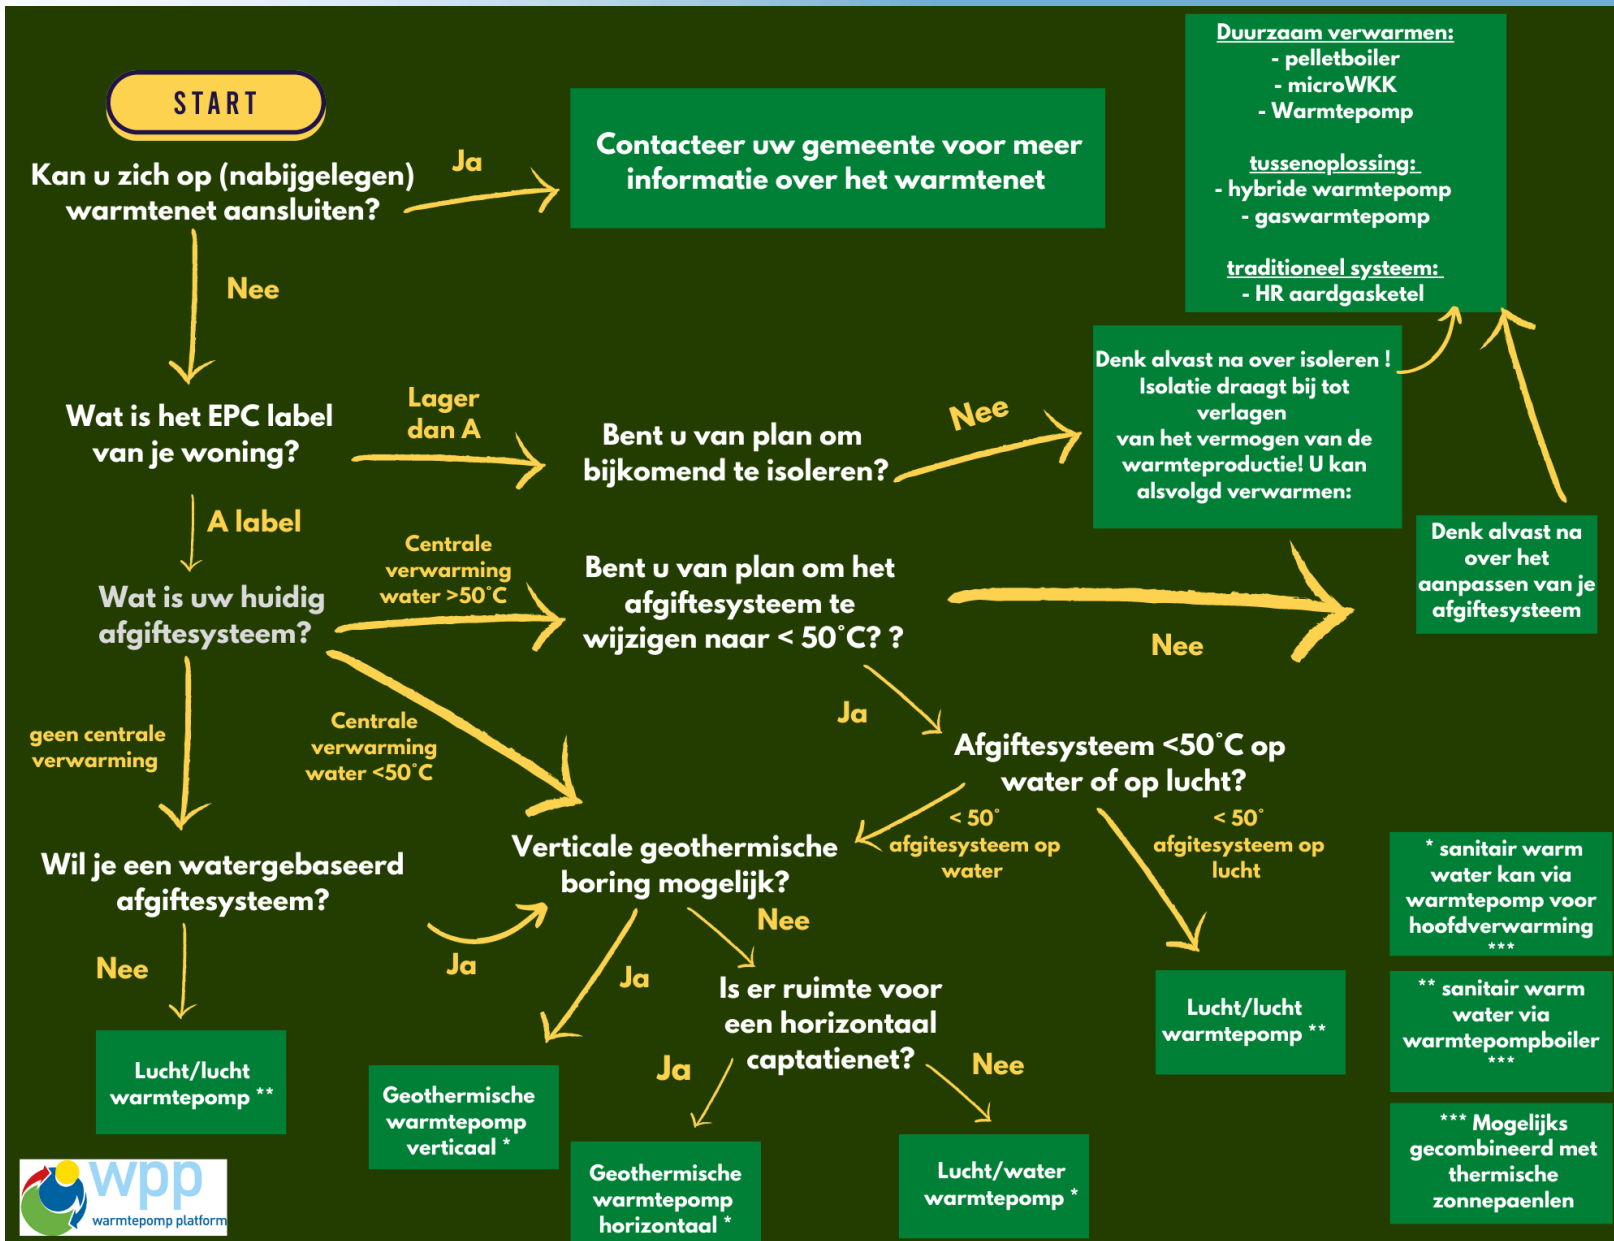 START
Kan u zich op (nabijgelegen)
warmtenet aansluiten?
Ja
Contacteer uw gemeente voor meer
informatie over het warmtenet
Duurzaam verwarmen:
- pelletboiler
- microWKK
- Warmtepomp
tussenoplossing:
- hybride warmtepomp
- gaswarmtepomp
traditioneel systeem:
- HR aardgasketel
Nee
Wat is het EPC label
van je woning?
Lager
dan A
Bent u van plan om
bijkomend te isoleren?
Nee
Denk alvast na over isoleren !
Isolatie draagt bij tot
verlagen
van het vermogen van de
warmteproductie! U kan
alsvolgd verwarmen:
A label
Wat is uw huidig
afgiftesysteem?
Centrale
verwarming
water >50°C
Bent u van plan om het
afgiftesysteem te
wijzigen naar < 50°C? ?
Nee
Denk alvast na
over het
aanpassen van je
afgiftesysteem
geen centrale
verwarming
Centrale
verwarming
water <50°C
Ja
Afgiftesysteem <50°C op
water of op lucht?
< 50°
afgitesysteem op
water
< 50°
afgitesysteem op
lucht
Wil je een watergebaseerd
afgiftesysteem?
Verticale geothermische
boring mogelijk?
Nee
Ja
Ja
Nee
Is er ruimte voor
een horizontaal
captatienet?
Ja
Nee
Lucht/lucht
warmtepomp **
Geothermische
warmtepomp
verticaal *
Geothermische
warmtepomp
horizontaal *
Lucht/water
warmtepomp *
Lucht/lucht
warmtepomp **
* sanitair warm
water kan via
warmtepomp voor
hoofdverwarming
***
** sanitair warm
water via
warmtepompboiler
***
*** Mogelijks
gecombineerd met
thermische
zonnepaenlen
wpp
warmtepomp platform